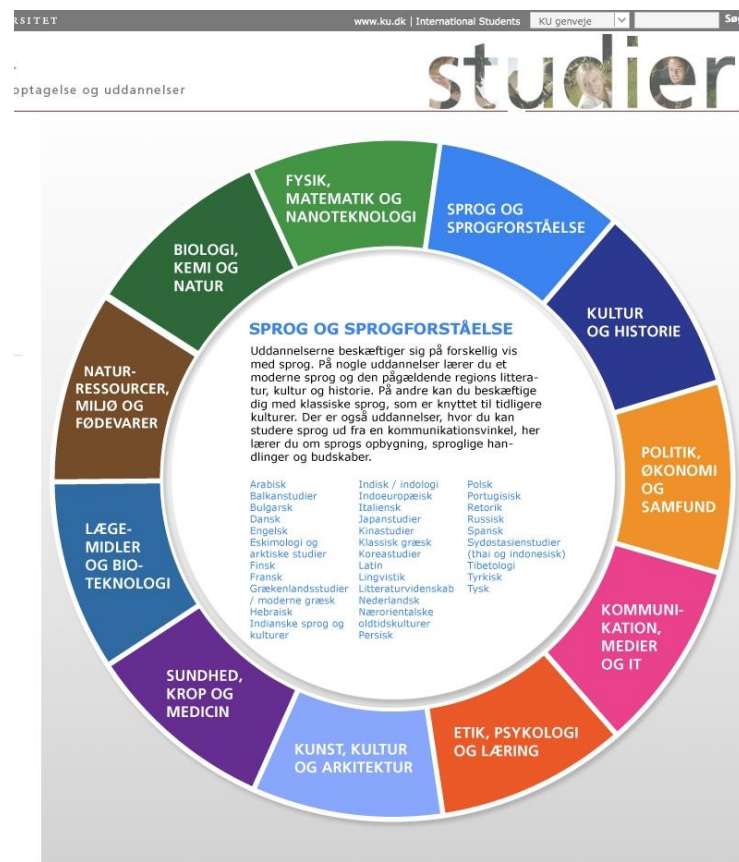 RSITET
www.ku.dk | International Students
KU genveje
Sø
optagelse og uddannelser
studier
FYSIK,
MATEMATIK OG
NANOTEKNOLOGI
SPROG OG
SPROGFORSTÅELSE
BIOLOGI,
KEMI OG
NATUR
KULTUR
OG HISTORIE
NATUR-
RESSOURCER,
MILJØ OG
FØDEVARER
POLITIK,
ØKONOMI
OG
SAMFUND
LÆGE-
MIDLER
OG BIO-
TEKNOLOGI
KOMMUNI-
KATION,
MEDIER
OG IT
SUNDHED,
KROP OG
MEDICIN
ETIK, PSYKOLOGI
OG LÆRING
KUNST, KULTUR
OG ARKITEKTUR
SPROG OG SPROGFORSTÅELSE
Uddannelserne beskæftiger sig på forskellig vis
med sprog. På nogle uddannelser lærer du et
moderne sprog og den pågældende regions littera-
tur, kultur og historie. På andre kan du beskæftige
dig med klassiske sprog, som er knyttet til tidligere
kulturer. Der er også uddannelser, hvor du kan
studere sprog ud fra en kommunikationsvinkel, her
lærer du om sprogs opbygning, sproglige han-
dlinger og budskaber.
Arabisk
Balkanstudier
Bulgarsk
Dansk
Engelsk
Eskimologi og
arktiske studier
Finsk
Fransk
Grækenlandsstudier
/ moderne græsk
Hebraisk
Indianske sprog og
kulturer
Indisk / indologi
Indoeuropæisk
Italiensk
Japanstudier
Kinastudier
Klassisk græsk
Koreastudier
Latin
Lingvistik
Litteraturvidenskab
Nederlandsk
Nærorientalske
oldtidskulturer
Persisk
Polsk
Portugisisk
Retorik
Russisk
Spansk
Sydøstasienstudier
(thai og indonesisk)
Tibetologi
Tyrkisk
Tysk